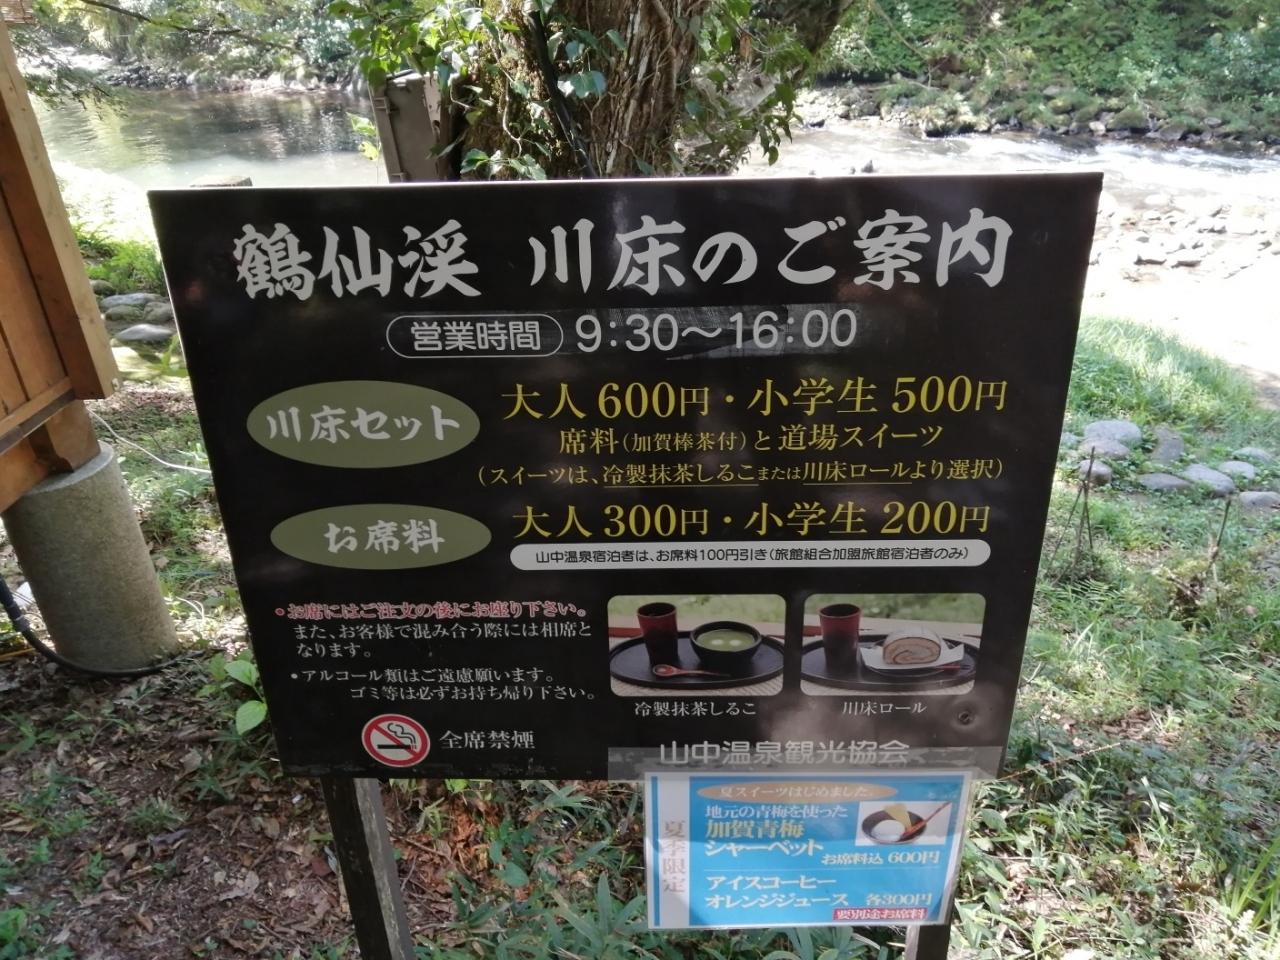 鶴仙渓 川床のご案内
営業時間 9:30～16:00
川床セット 大人600円・小学生500円
席料(加賀棒茶付)と道場スイーツ
(スイーツは、冷製抹茶しるこまたは川床ロールより選択)
お席料 大人300円・小学生200円
山中温泉宿泊者は、お席料100円引き(旅館組合加盟旅館宿泊者のみ)
・お席にはご注文の後にお座り下さい。
また、お客様で混み合う際には相席と
なります。
・アルコール類はご遠慮願います。
ゴミ等は必ずお持ち帰り下さい。
全席禁煙
冷製抹茶しるこ
川床ロール
山中温泉観光協会
夏季限定
夏スイーツはじめました。
地元の青梅を使った
加賀青梅
シャーベット お席料込 600円
アイスコーヒー
オレンジジュース 各300円
要別途お席料